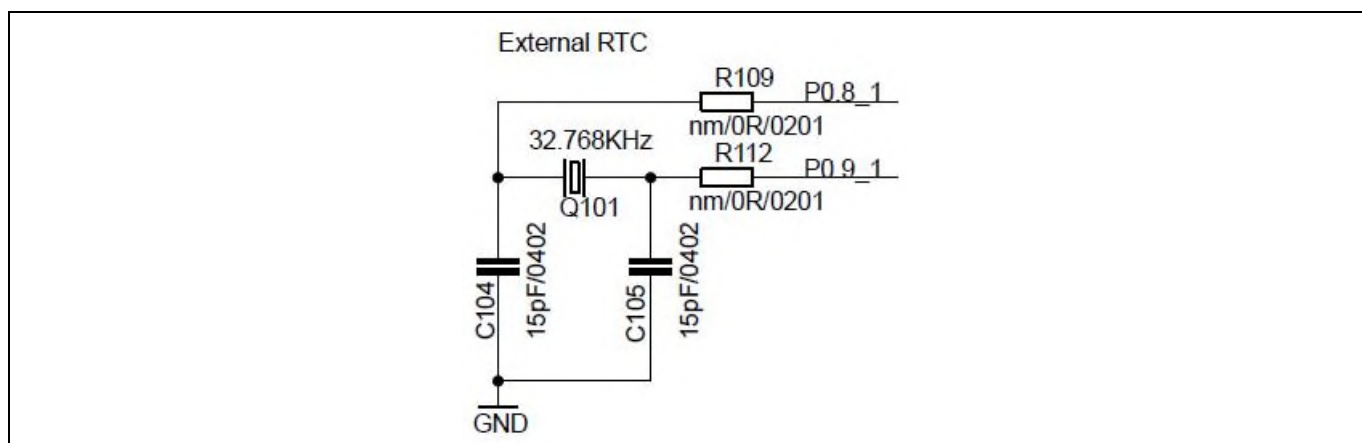 External RTC
R109
P0.8_1
nm/0R/0201
32.768KHz
R112
P0.9_1
nm/0R/0201
Q101
C104
15pF/0402
C105
15pF/0402
GND